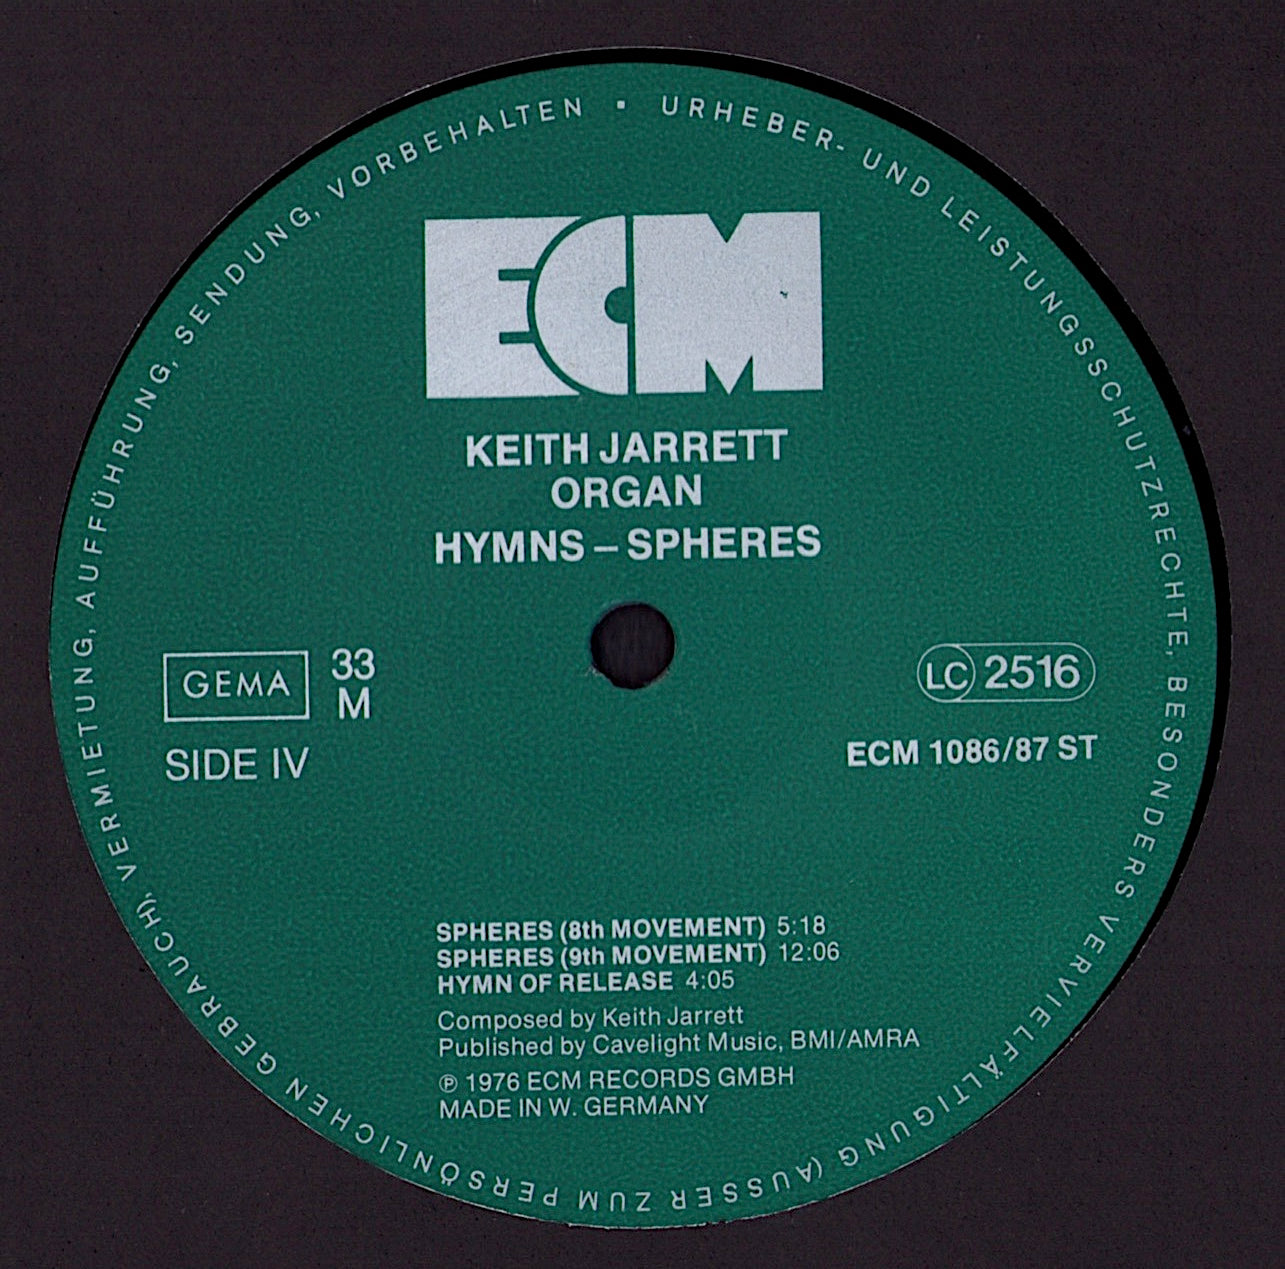 URHEBER- UND LEISTUNGSSCHUTZRECHTE, BESONDERS VERVIELFÄLTIGUNG (AUSSER ZUM PERSÖNLICHEN GEBRAUCH), VERMIETUNG, AUFFÜHRUNG, SENDUNG, VORBEHALTEN ·
ECM
KEITH JARRETT
ORGAN
HYMNS – SPHERES
GEMA
33
M
SIDE IV
LC 2516
ECM 1086/87 ST
SPHERES (8th MOVEMENT) 5:18
SPHERES (9th MOVEMENT) 12:06
HYMN OF RELEASE 4:05
Composed by Keith Jarrett
Published by Cavelight Music, BMI/AMRA
℗ 1976 ECM RECORDS GMBH
MADE IN W. GERMANY